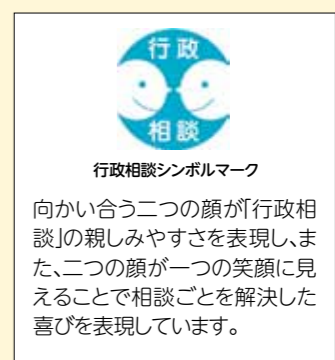 行政
相談
行政相談シンボルマーク
向かい合う二つの顔が｢行政相
談｣の親しみやすさを表現し､ま
た､二つの顔が一つの笑顔に見
えることで相談ごとを解決した
喜びを表現しています。